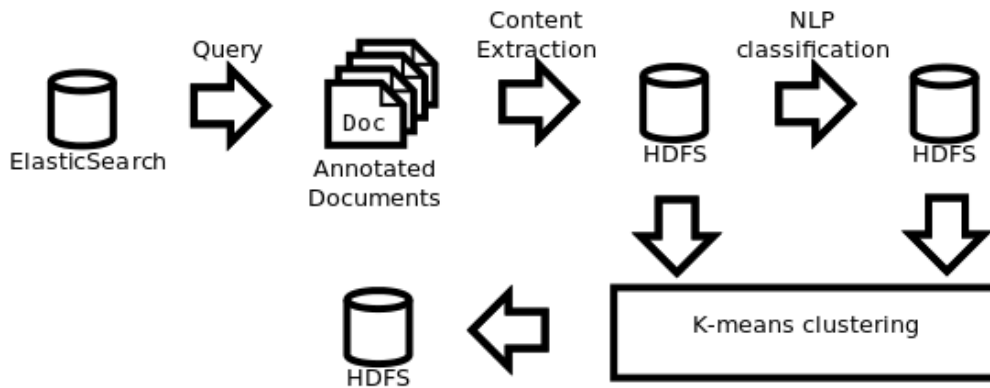 Query
Content
Extraction
NLP
classification
Doc
ElasticSearch
Annotated
Documents
HDFS
HDFS
K-means clustering
HDFS